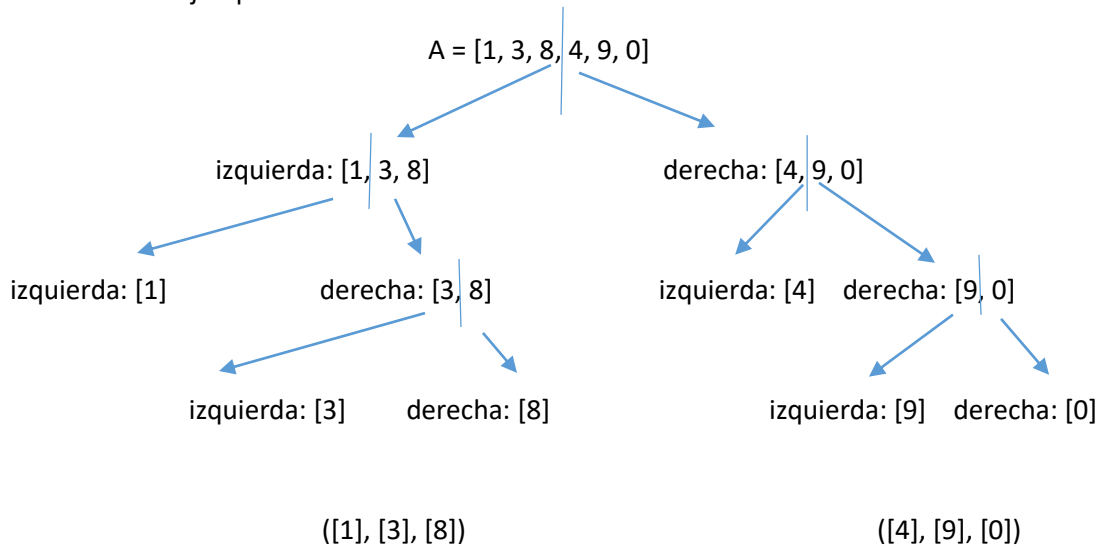 A = [1, 3, 8, 4, 9, 0]
izquierda: [1, 3, 8] derecha: [4, 9, 0]
izquierda: [1] derecha: [3, 8] izquierda: [4] derecha: [9, 0]
izquierda: [3] derecha: [8] izquierda: [9] derecha: [0]
([1], [3], [8]) ([4], [9], [0])